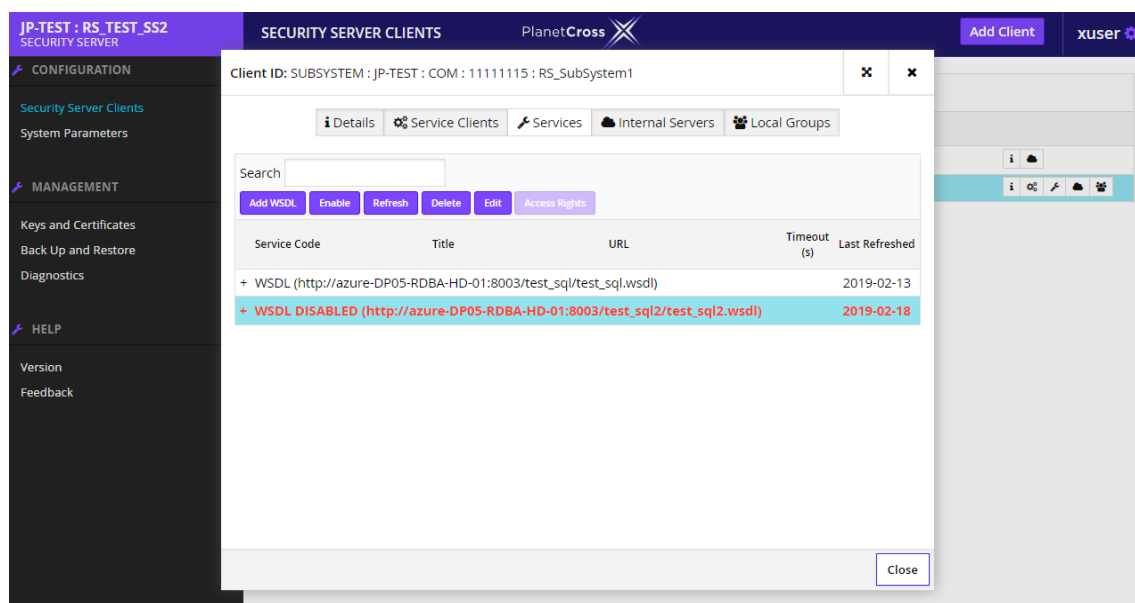 JP-TEST : RS_TEST_SS2
SECURITY SERVER
SECURITY SERVER CLIENTS
PlanetCross
Add Client
xuser
CONFIGURATION
Security Server Clients
System Parameters
MANAGEMENT
Keys and Certificates
Back Up and Restore
Diagnostics
HELP
Version
Feedback
Client ID: SUBSYSTEM : JP-TEST : COM : 11111115 : RS_SubSystem1
Details Service Clients Services Internal Servers Local Groups
Search
Add WSDL Enable Refresh Delete Edit Access Rights
Service Code Title URL Timeout (s) Last Refreshed
+ WSDL (http://azure-DP05-RDBA-HD-01:8003/test_sql/test_sql.wsdl) 2019-02-13
+ WSDL DISABLED (http://azure-DP05-RDBA-HD-01:8003/test_sql2/test_sql2.wsdl) 2019-02-18
Close